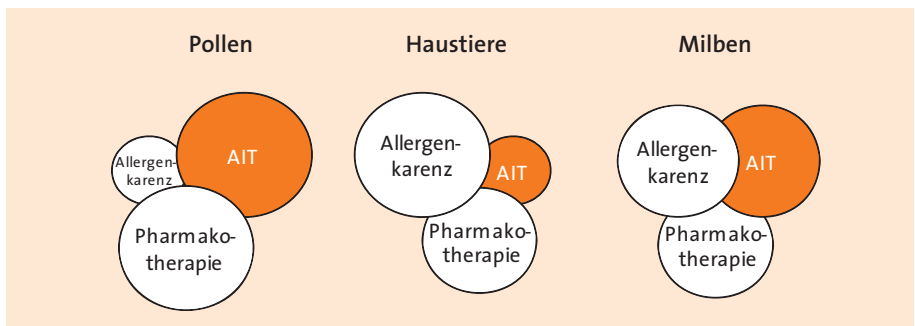 Pollen
Haustiere
Milben
Allergen-
karenz
AIT
Pharmako-
therapie
Allergen-
karenz
AIT
Pharmako-
therapie
Allergen-
karenz
AIT
Pharmako-
therapie